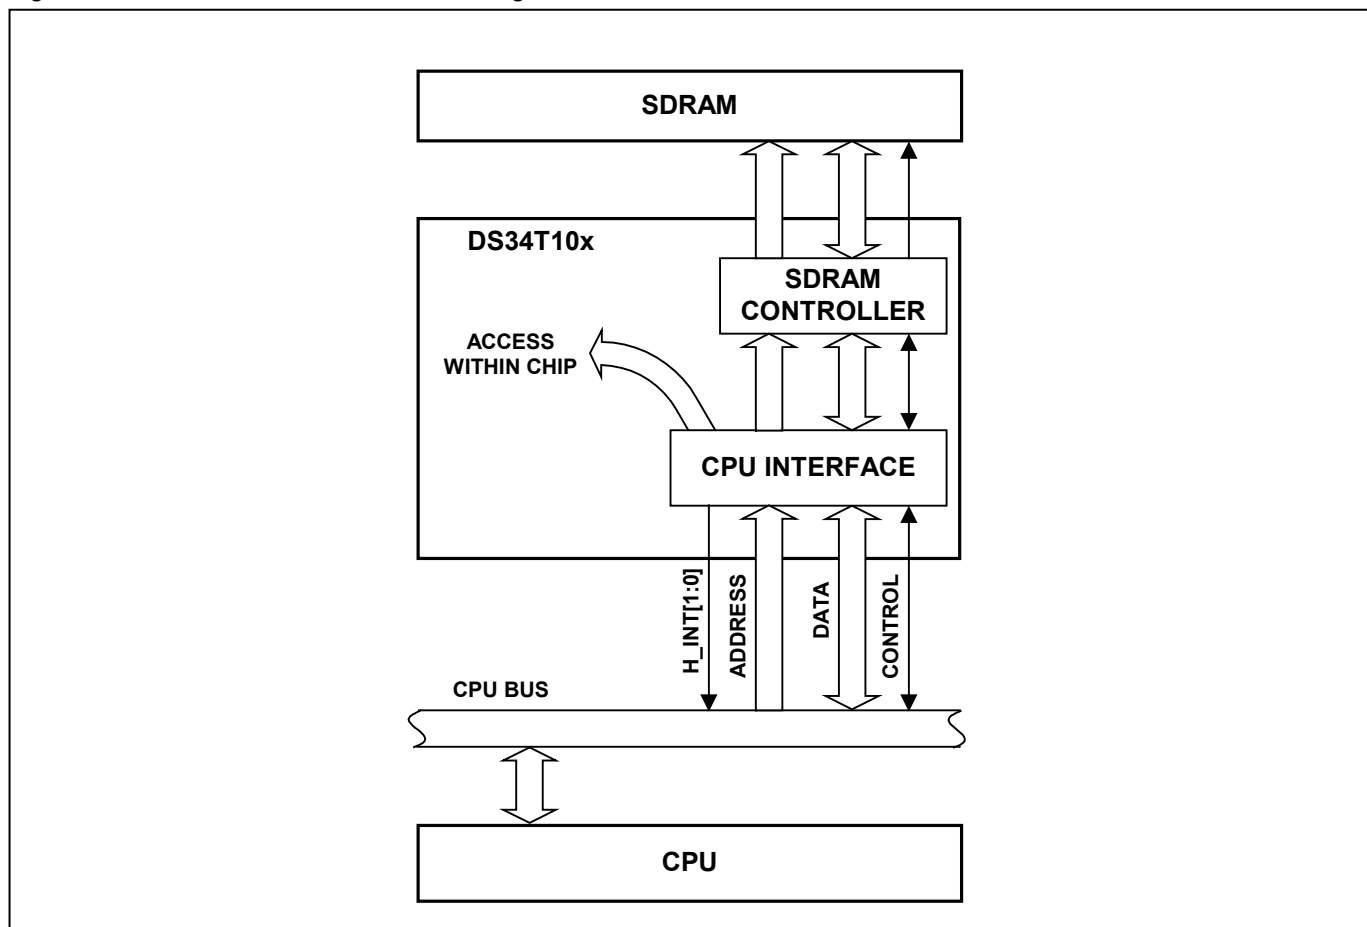 SDRAM
DS34T10x
SDRAM
CONTROLLER
ACCESS
WITHIN CHIP
CPU INTERFACE
H_INT[1:0]
ADDRESS
DATA
CONTROL
CPU BUS
CPU